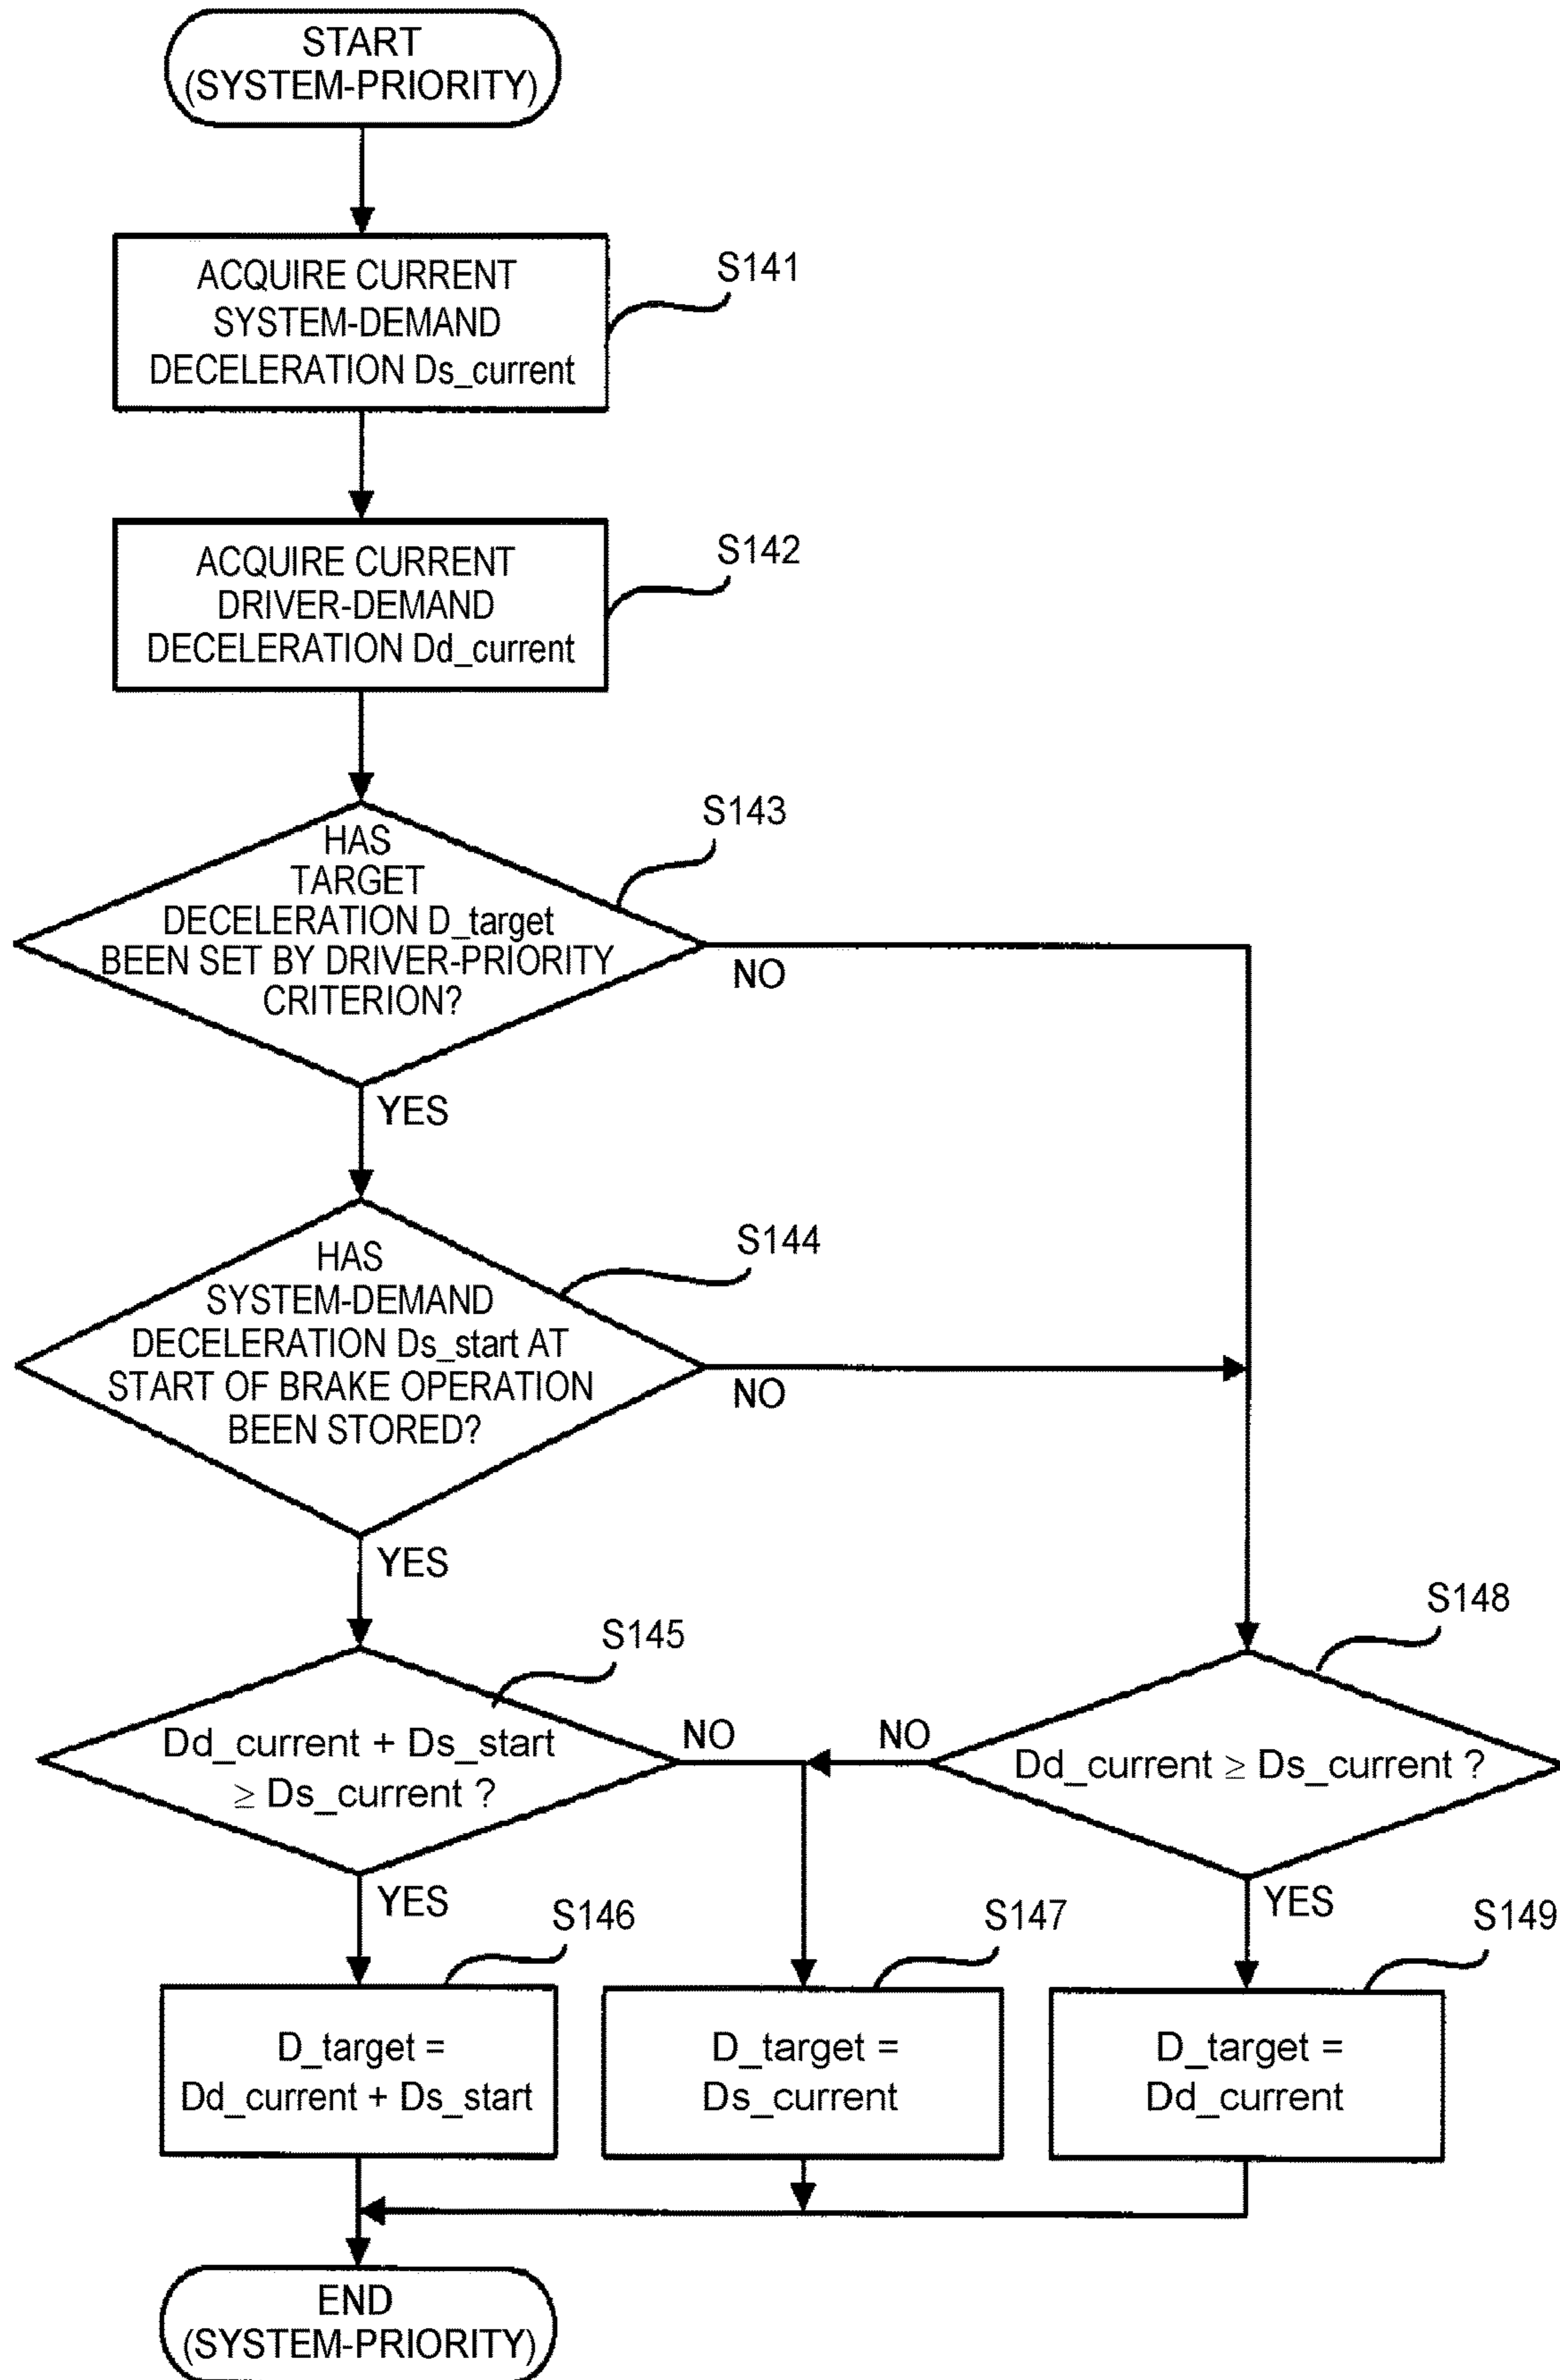 START
(SYSTEM-PRIORITY)
ACQUIRE CURRENT
SYSTEM-DEMAND
DECELERATION Ds_current
S141
ACQUIRE CURRENT
DRIVER-DEMAND
DECELERATION Dd_current
S142
HAS
TARGET
DECELERATION D_target
BEEN SET BY DRIVER-PRIORITY
CRITERION?
S143
NO
YES
HAS
SYSTEM-DEMAND
DECELERATION Ds_start AT
START OF BRAKE OPERATION
BEEN STORED?
S144
NO
YES
Dd_current + Ds_start
≥ Ds_current ?
S145
NO
YES
Dd_current ≥ Ds_current ?
S148
NO
YES
D_target =
Dd_current + Ds_start
S146
D_target =
Ds_current
S147
D_target =
Dd_current
S149
END
(SYSTEM-PRIORITY)